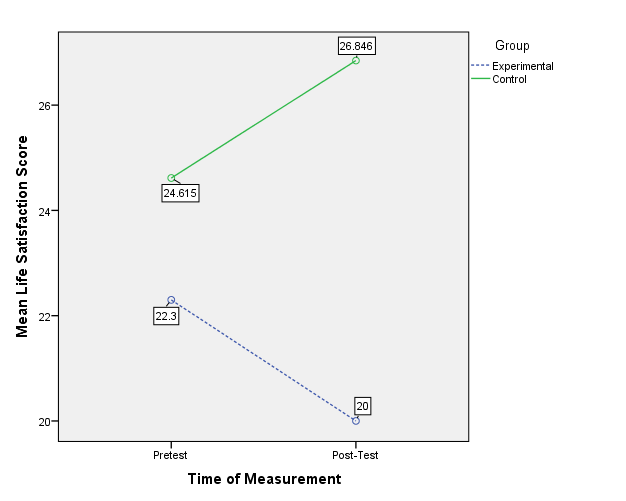 26.846
Group
Experimental
Control
26
24.615
24
22.3
22
20
20
Pretest
Post-Test
Mean Life Satisfaction Score
Time of Measurement